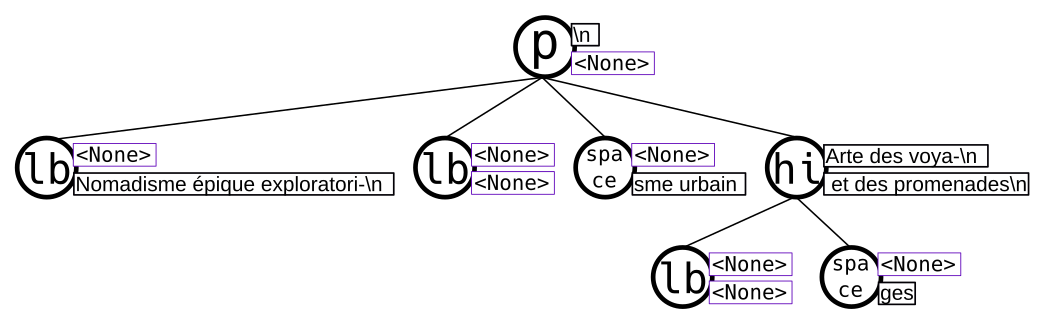 p
\n
<None>
lb
<None>
Nomadisme épique exploratori-\n
lb
<None>
<None>
spa
ce
<None>
sme urbain
hi
Arte des voya-\n
et des promenades\n
lb
<None>
<None>
spa
ce
<None>
ges